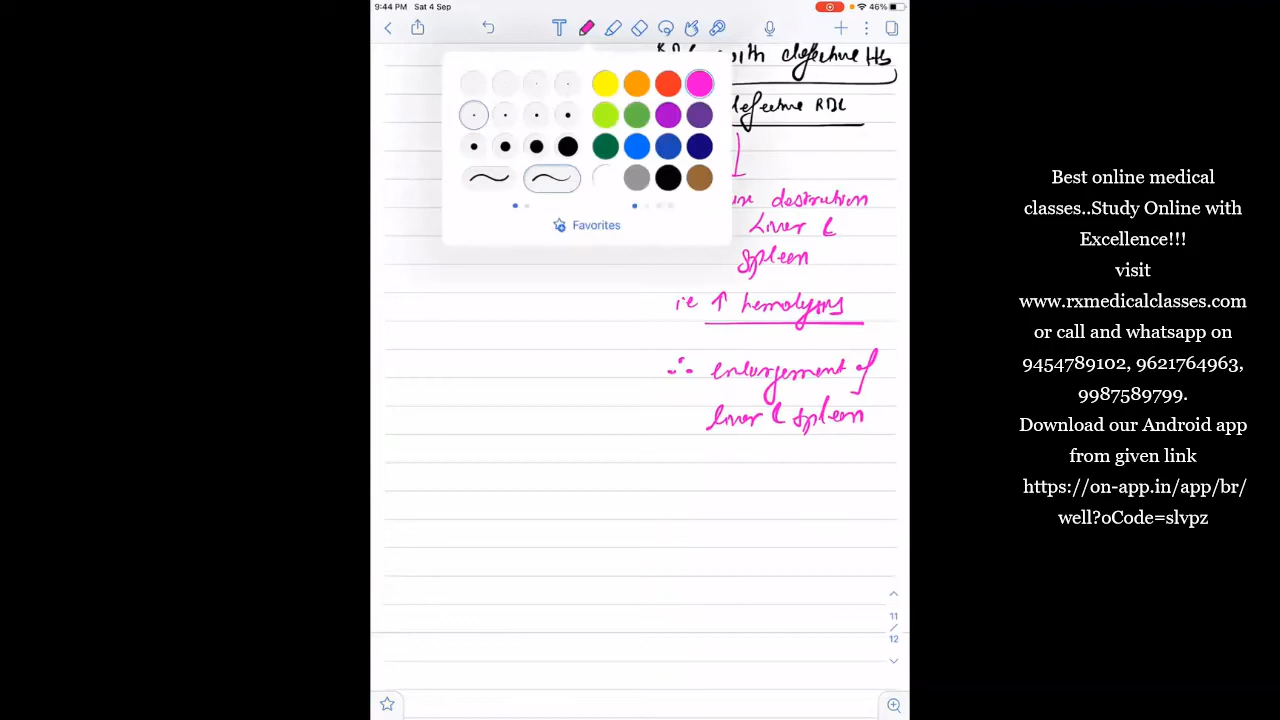 9:44 PM Sat 4 Sep
46%
with defective Hb
defective RBC
destrution
Liver &
Spleen
i.e ↑ hemolysis
∴ enlargement of
liver & spleen
Favorites
11
/
12
Best online medical
classes..Study Online with
Excellence!!!
visit
www.rxmedicalclasses.com
or call and whatsapp on
9454789102, 9621764963,
9987589799.
Download our Android app
from given link
https://on-app.in/app/br/
well?oCode=slvpz